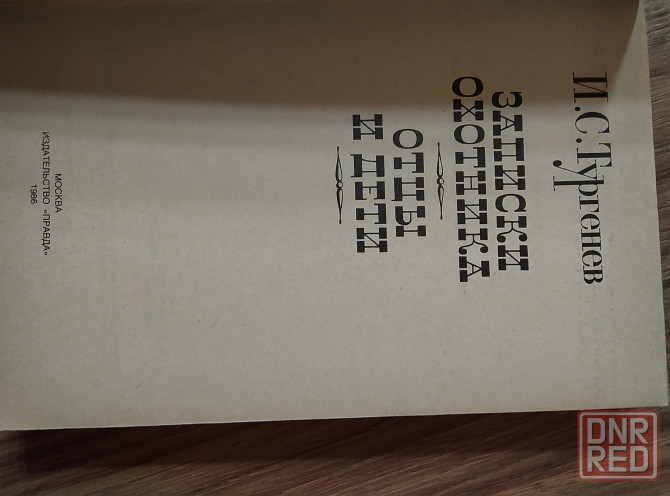 И.С.Тургенев
ЗАПИСКИ
ОХОТНИКА
ОТЦЫ
И ДЕТИ
МОСКВА
ИЗДАТЕЛЬСТВО «ПРАВДА»
1986
DNR
RED